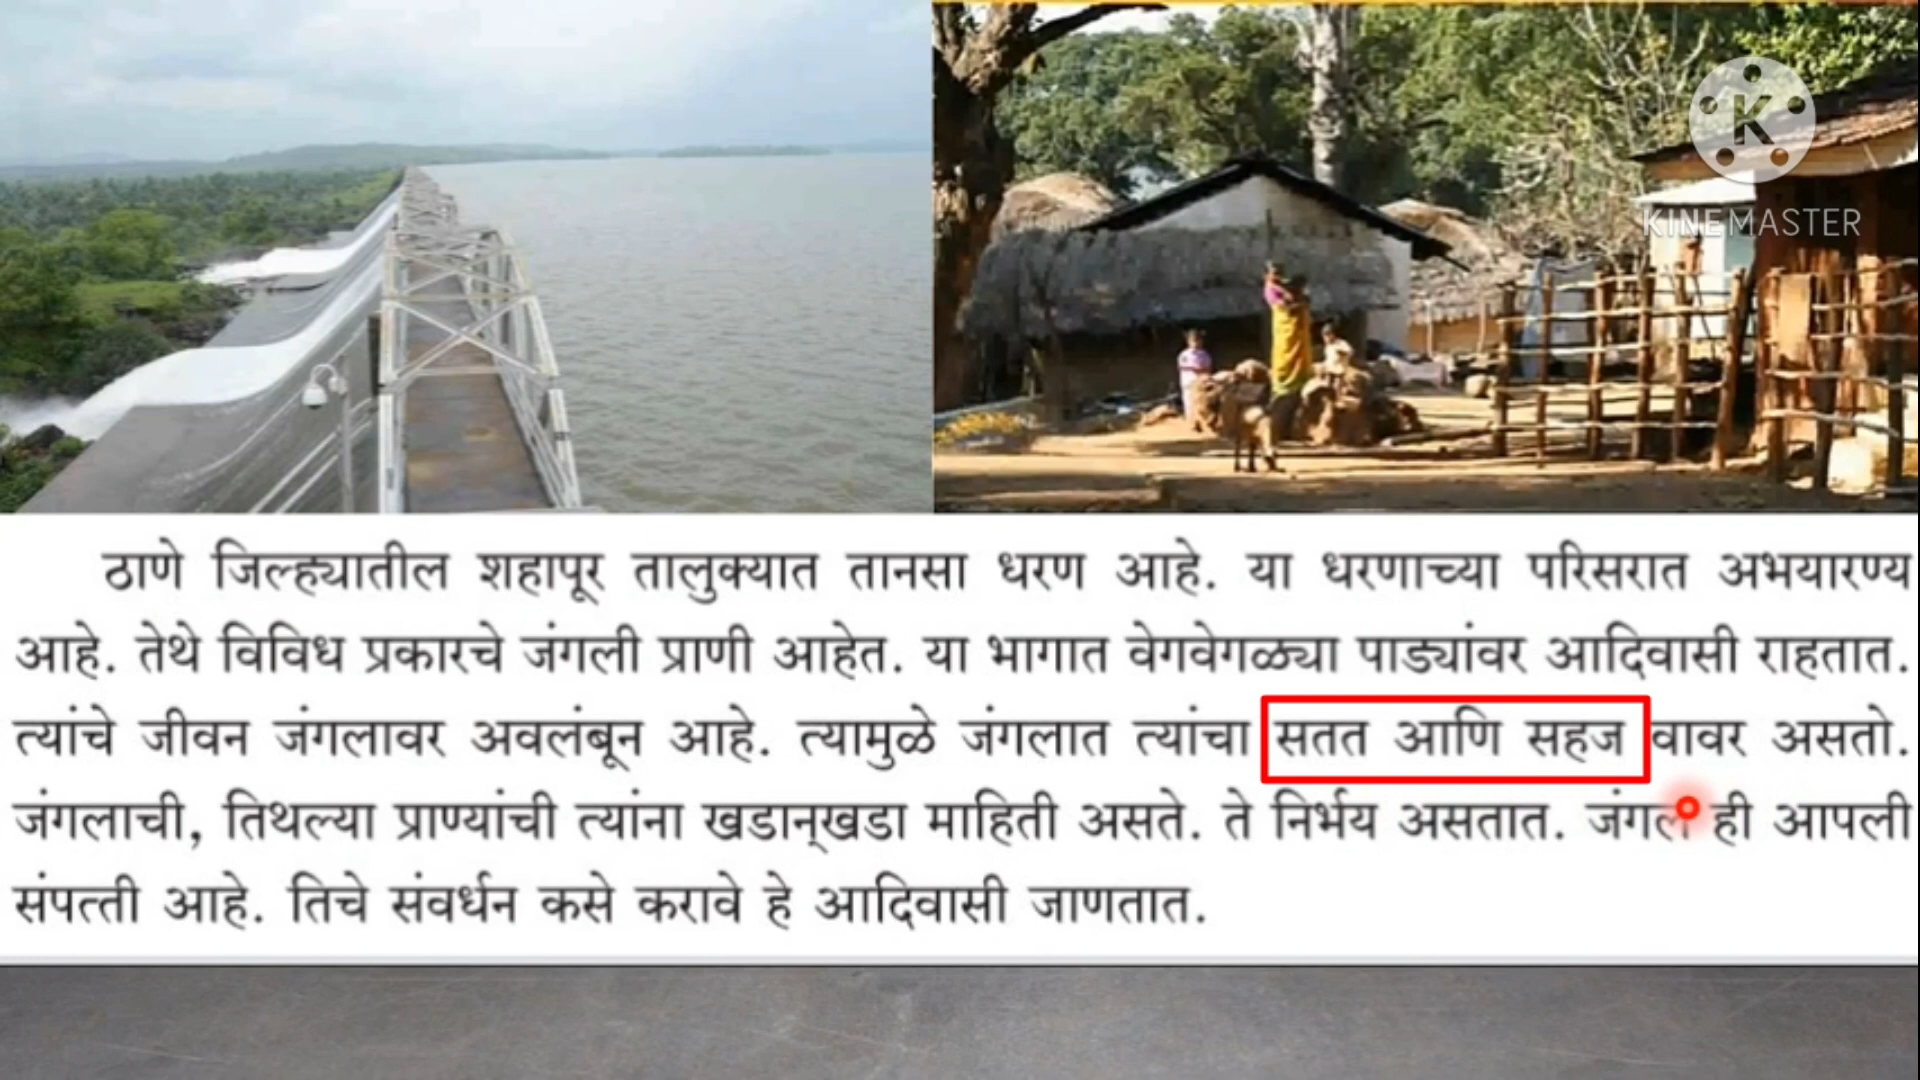 K
KINEMASTER
ठाणे जिल्ह्यातील शहापूर तालुक्यात तानसा धरण आहे. या धरणाच्या परिसरात अभयारण्य
आहे. तेथे विविध प्रकारचे जंगली प्राणी आहेत. या भागात वेगवेगळ्या पाड्यांवर आदिवासी राहतात.
त्यांचे जीवन जंगलावर अवलंबून आहे. त्यामुळे जंगलात त्यांचा सतत आणि सहज वावर असतो.
जंगलाची, तिथल्या प्राण्यांची त्यांना खडान्‌खडा माहिती असते. ते निर्भय असतात. जंगल ही आपली
संपत्ती आहे. तिचे संवर्धन कसे करावे हे आदिवासी जाणतात.